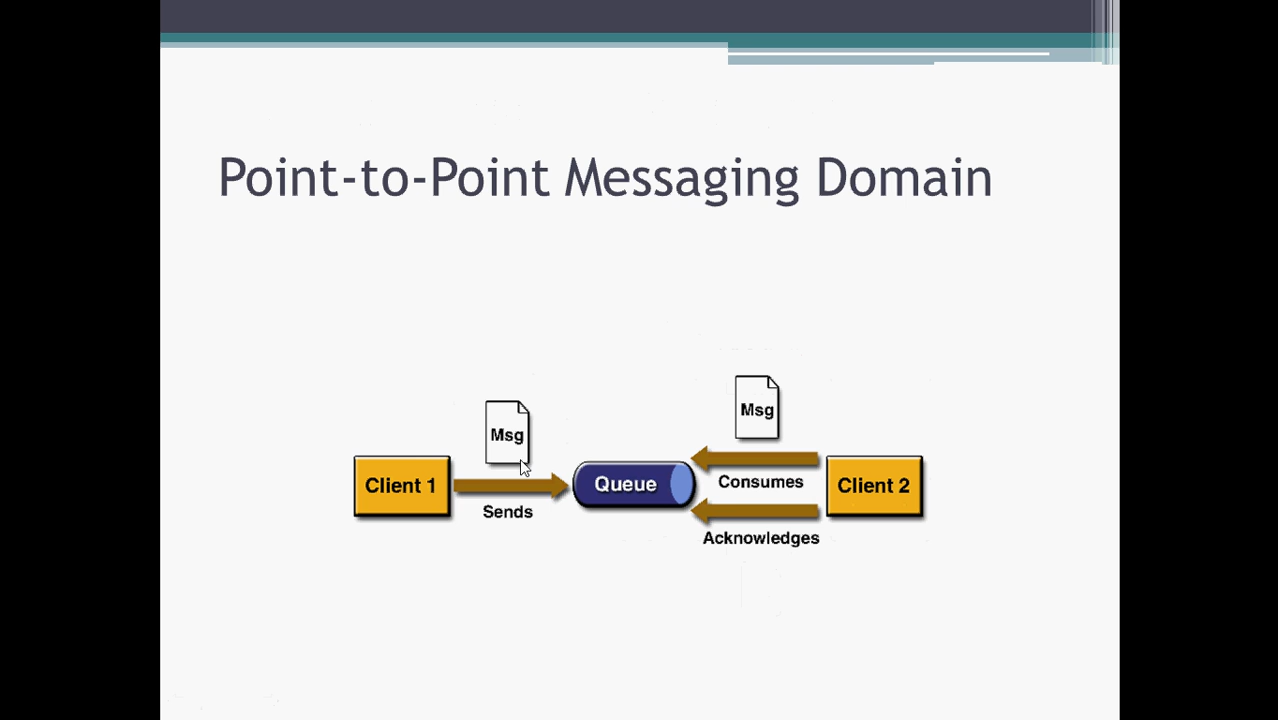 Point-to-Point Messaging Domain
Msg
Msg
Client 1
Sends
Queue
Consumes
Acknowledges
Client 2